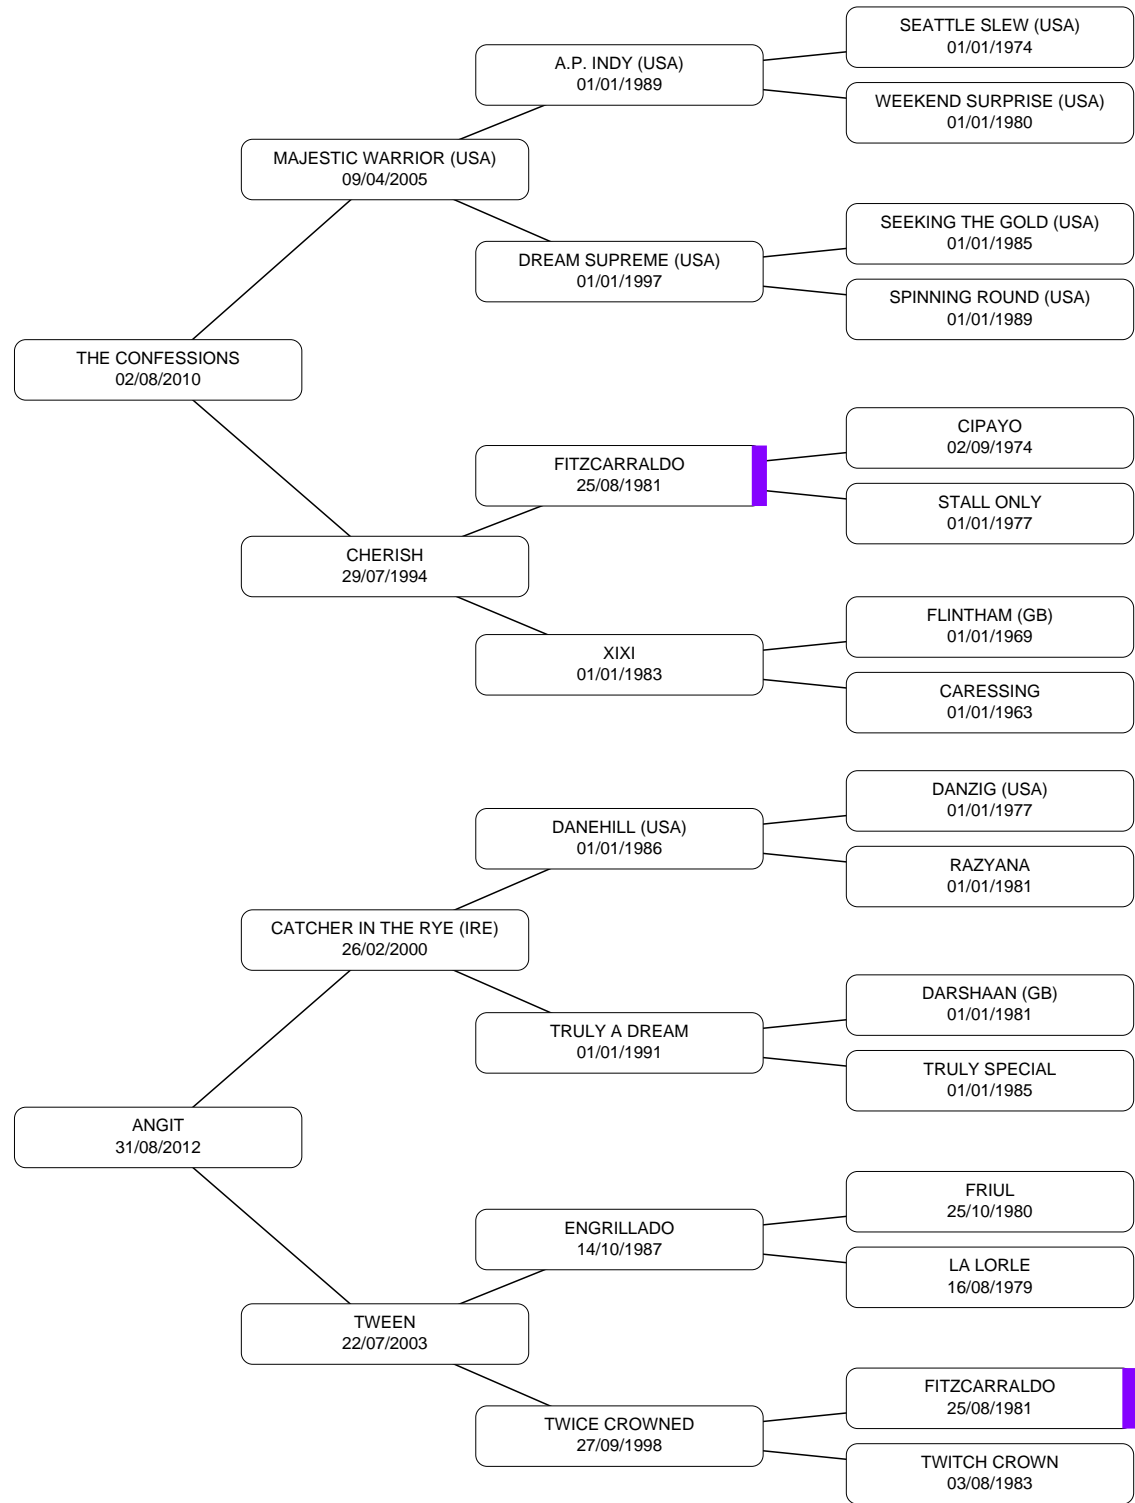 SEATTLE SLEW (USA)
01/01/1974
A.P. INDY (USA)
01/01/1989
WEEKEND SURPRISE (USA)
01/01/1980
MAJESTIC WARRIOR (USA)
09/04/2005
SEEKING THE GOLD (USA)
01/01/1985
DREAM SUPREME (USA)
01/01/1997
SPINNING ROUND (USA)
01/01/1989
THE CONFESSIONS
02/08/2010
CIPAYO
02/09/1974
FITZCARRALDO
25/08/1981
STALL ONLY
01/01/1977
CHERISH
29/07/1994
FLINTHAM (GB)
01/01/1969
XIXI
01/01/1983
CARESSING
01/01/1963
DANZIG (USA)
01/01/1977
DANEHILL (USA)
01/01/1986
RAZYANA
01/01/1981
CATCHER IN THE RYE (IRE)
26/02/2000
DARSHAAN (GB)
01/01/1981
TRULY A DREAM
01/01/1991
TRULY SPECIAL
01/01/1985
ANGIT
31/08/2012
FRIUL
25/10/1980
ENGRILLADO
14/10/1987
LA LORLE
16/08/1979
TWEEN
22/07/2003
FITZCARRALDO
25/08/1981
TWICE CROWNED
27/09/1998
TWITCH CROWN
03/08/1983